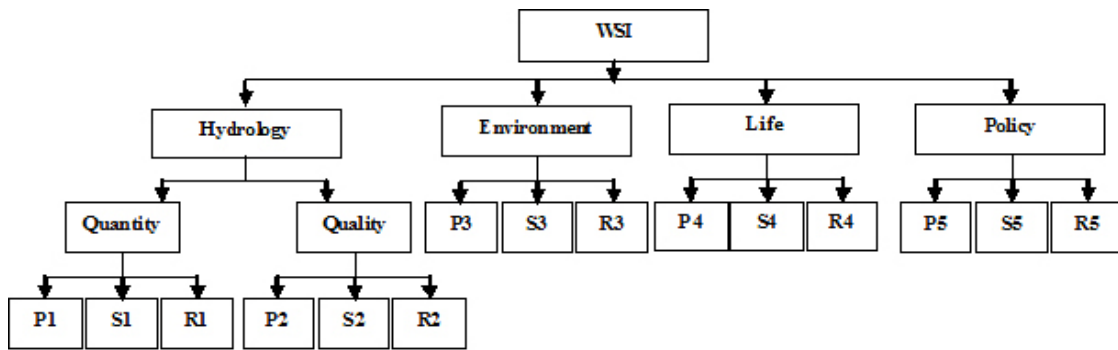 WSI
Hydrology Environment Life Policy
Quantity Quality P3 S3 R3 P4 S4 R4 P5 S5 R5
P1 S1 R1 P2 S2 R2